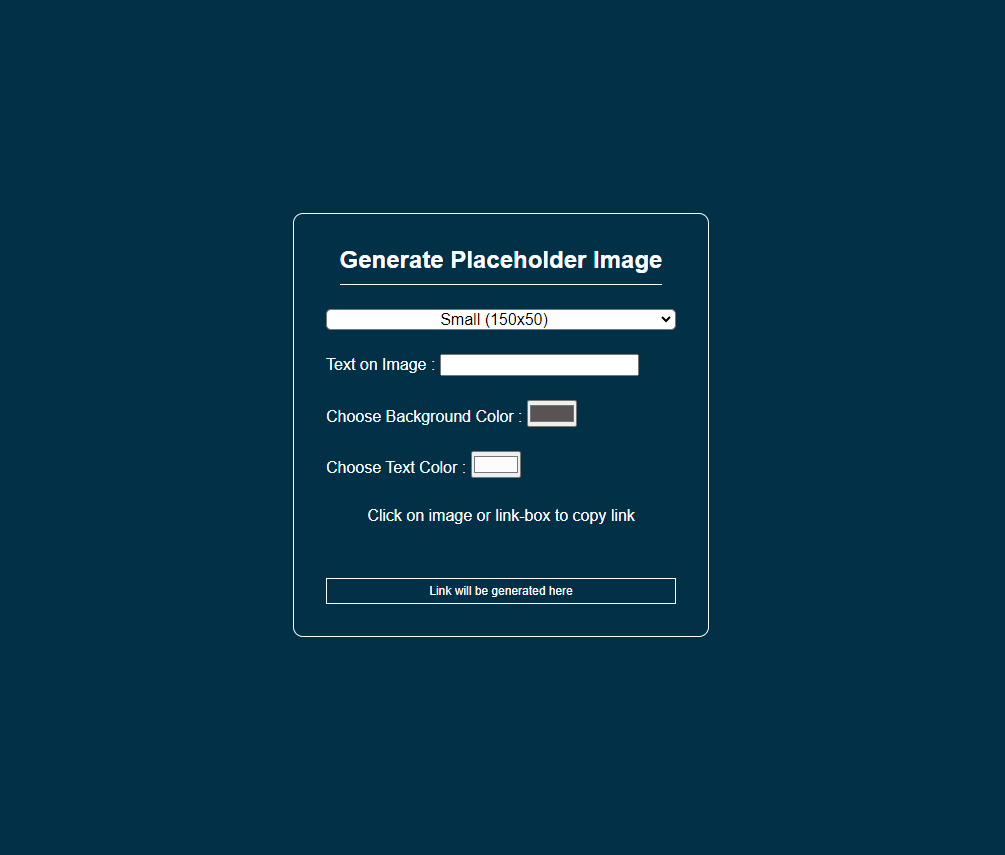 Generate Placeholder Image
Small (150x50)
Text on Image :
Choose Background Color :
Choose Text Color :
Click on image or link-box to copy link
Link will be generated here